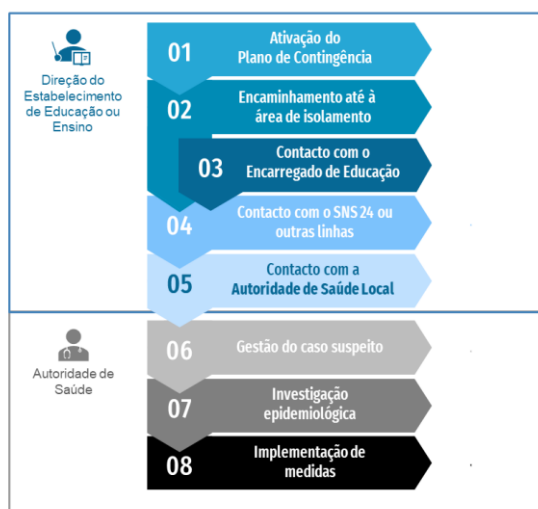 Direção do
Estabelecimento
de Educação ou
Ensino
01
Ativação do
Plano de Contingência
02
Encaminhamento até à
área de isolamento
03
Contacto com o
Encarregado de Educação
04
Contacto com o SNS 24 ou
outras linhas
05
Contacto com a
Autoridade de Saúde Local
Autoridade de
Saúde
06
Gestão do caso suspeito
07
Investigação
epidemiológica
08
Implementação de
medidas